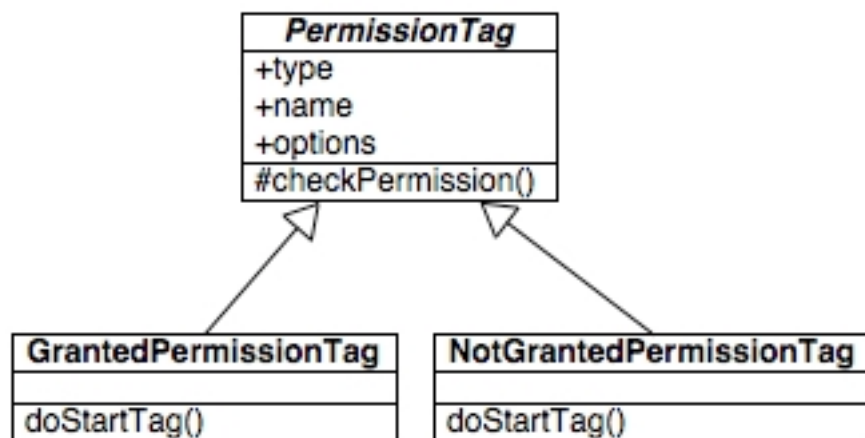 PermissionTag
+type
+name
+options
#checkPermission()
GrantedPermissionTag
doStartTag()
NotGrantedPermissionTag
doStartTag()